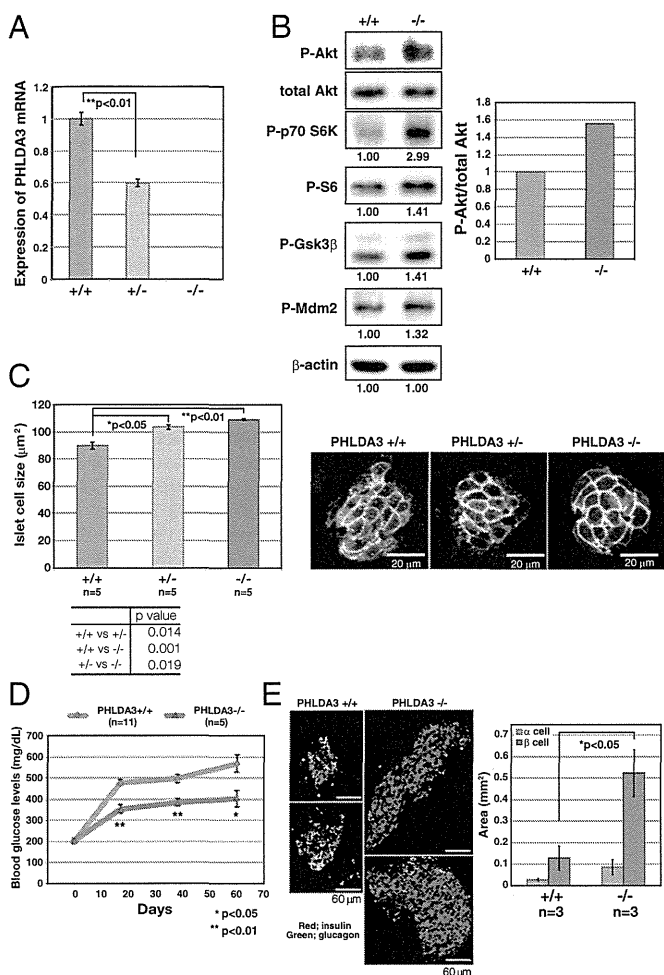 A
Expression of PHLDA3 mRNA
1.2
1
0.8
0.6
0.4
0.2
0
**p<0.01
+/+
+/-
-/-
B
+/+
-/-
P-Akt
total Akt
P-p70 S6K
1.00
2.99
P-S6
1.00
1.41
P-Gsk3β
1.00
1.41
P-Mdm2
1.00
1.32
β-actin
1.00
1.00
P-Akt/total Akt
1.8
1.6
1.4
1.2
1
0.8
0.6
0.4
0.2
0
+/+
-/-
C
Islet cell size (μm²)
120
100
80
60
40
20
0
*p<0.05
**p<0.01
+/+
n=5
+/-
n=5
-/-
n=5
p value
+/+ vs +/- 0.014
+/+ vs -/- 0.001
+/- vs -/- 0.019
PHLDA3 +/+
PHLDA3 +/-
PHLDA3 -/-
20 μm
20 μm
20 μm
D
PHLDA3+/+
(n=11)
PHLDA3-/-
(n=5)
Blood glucose levels (mg/dL)
700
600
500
400
300
200
100
0
**
**
*
0 10 20 30 40 50 60 70
Days
* p<0.05
** p<0.01
E
PHLDA3 +/+
PHLDA3 -/-
60 μm
60 μm
Red; insulin
Green; glucagon
α cell
β cell
Area (mm²)
0.7
0.6
0.5
0.4
0.3
0.2
0.1
0
*p<0.05
+/+
n=3
-/-
n=3